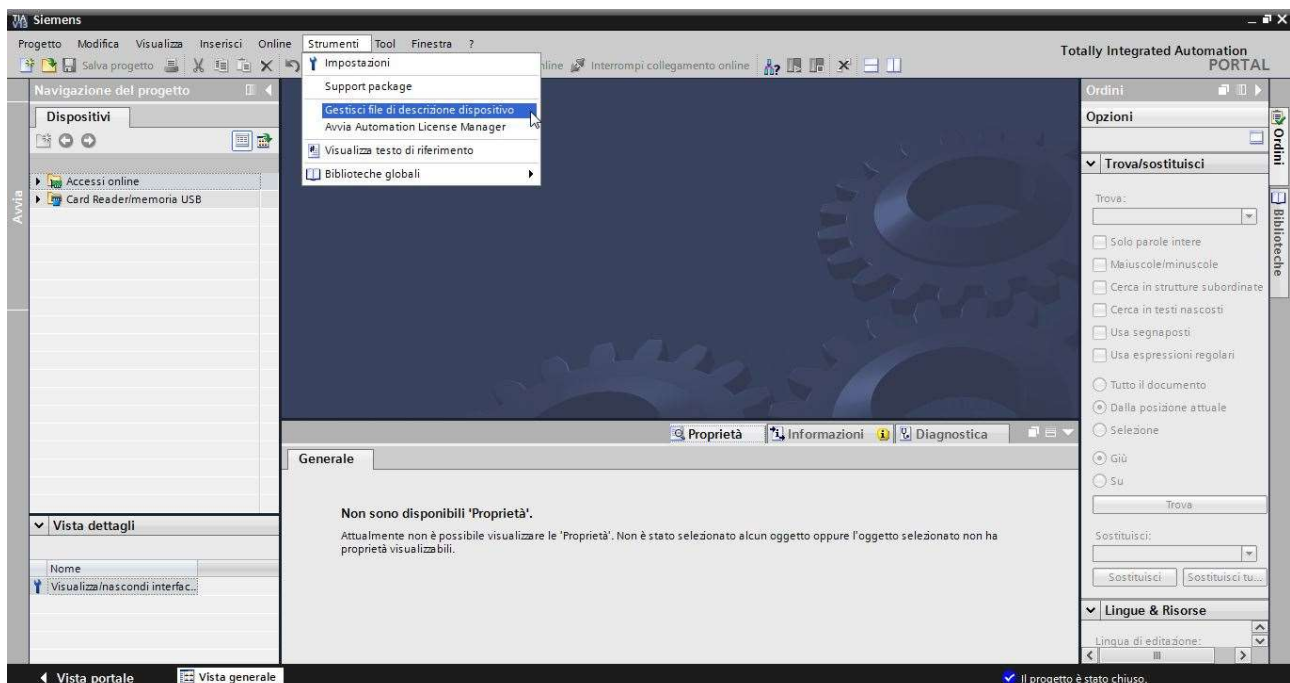 Siemens
Progetto Modifica Visualizza Inserisci Online Strumenti Tool Finestra ?
Totally Integrated Automation
PORTAL
Salva progetto
Interrompi collegamento online
Impostazioni
Support package
Gestisci file di descrizione dispositivo
Avvia Automation License Manager
Visualizza testo di riferimento
Biblioteche globali
Navigazione del progetto
Dispositivi
Accessi online
Card Reader/memoria USB
Avvia
Vista dettagli
Nome
Visualizza/nascondi interfac..
Proprietà Informazioni Diagnostica
Generale
Non sono disponibili 'Proprietà'.
Attualmente non è possibile visualizzare le 'Proprietà'. Non è stato selezionato alcun oggetto oppure l'oggetto selezionato non ha
proprietà visualizzabili.
Ordini
Opzioni
Trova/sostituisci
Trova:
Solo parole intere
Maiuscole/minuscole
Cerca in strutture subordinate
Cerca in testi nascosti
Usa segnaposti
Usa espressioni regolari
Tutto il documento
Dalla posizione attuale
Selezione
Giù
Su
Trova
Sostituisci:
Sostituisci Sostituisci tu...
Lingue & Risorse
Lingua di editazione:
Ordini
Biblioteche
Vista portale Vista generale
Il progetto è stato chiuso.